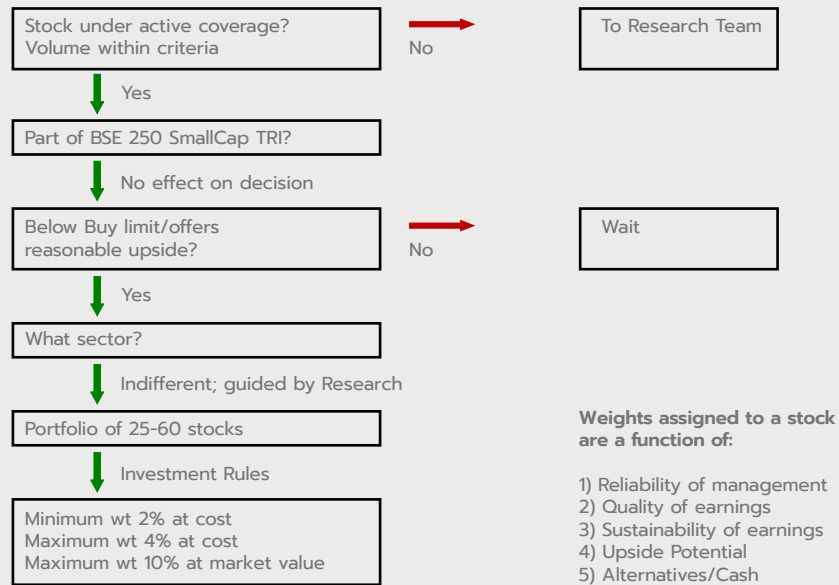 Stock under active coverage?
Volume within criteria
No
To Research Team
Yes
Part of BSE 250 SmallCap TRI?
No effect on decision
Below Buy limit/offers
reasonable upside?
No
Wait
Yes
What sector?
Indifferent; guided by Research
Portfolio of 25-60 stocks
Investment Rules
Minimum wt 2% at cost
Maximum wt 4% at cost
Maximum wt 10% at market value
Weights assigned to a stock
are a function of:
1) Reliability of management
2) Quality of earnings
3) Sustainability of earnings
4) Upside Potential
5) Alternatives/Cash